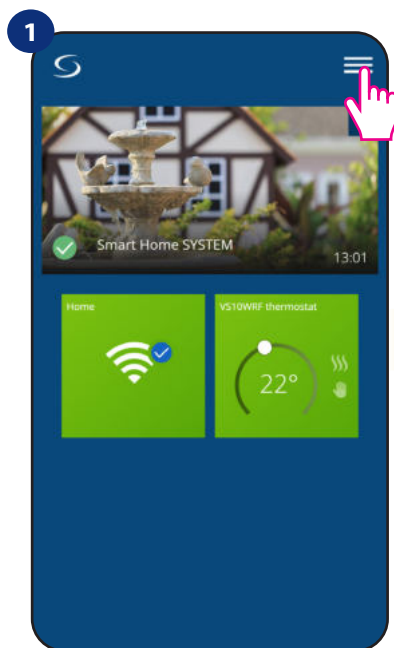 1
Smart Home SYSTEM
13:01
Home
VS10WRF thermostat
22°